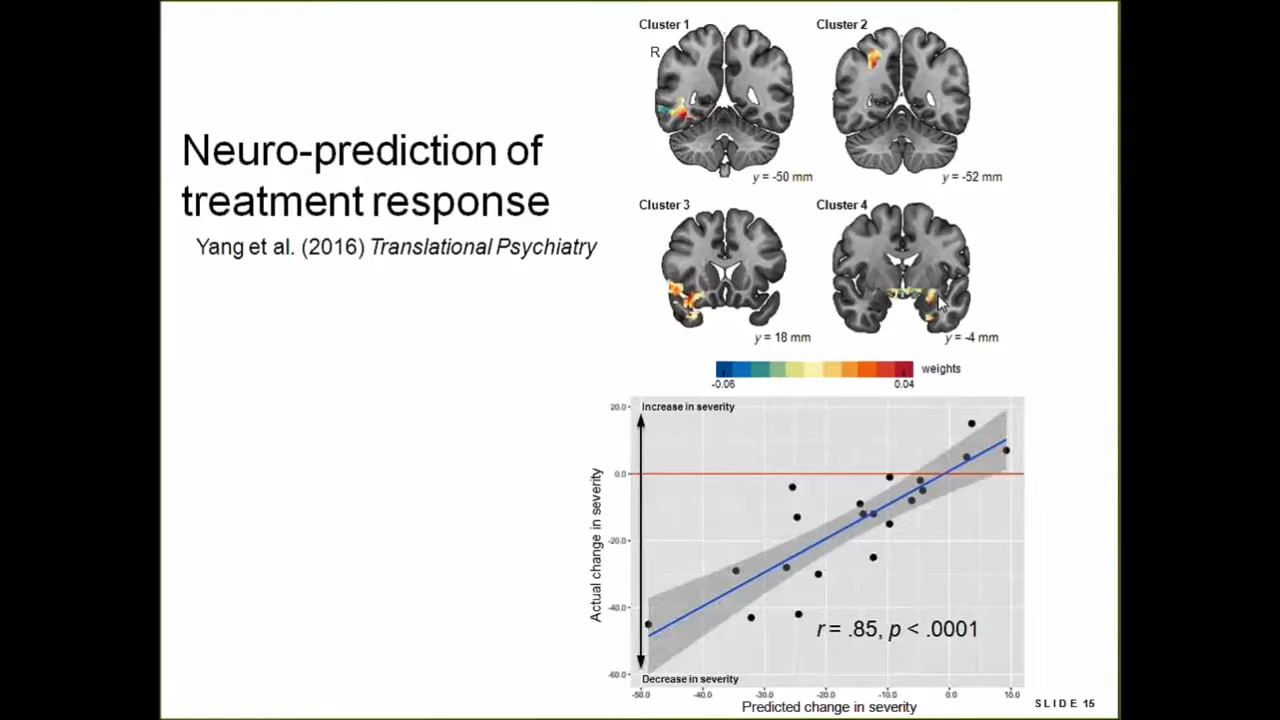 Neuro-prediction of
treatment response
Yang et al. (2016) Translational Psychiatry
Cluster 1
Cluster 2
R
y = -50 mm
y = -52 mm
Cluster 3
Cluster 4
y = 18 mm
y = -4 mm
weights
-0.06
0.04
Increase in severity
Actual change in severity
20.0
0.0
-20.0
-40.0
-60.0
r = .85, p < .0001
Decrease in severity
-50.0 -40.0 -30.0 -20.0 -10.0 0.0 10.0
Predicted change in severity
SLIDE 15